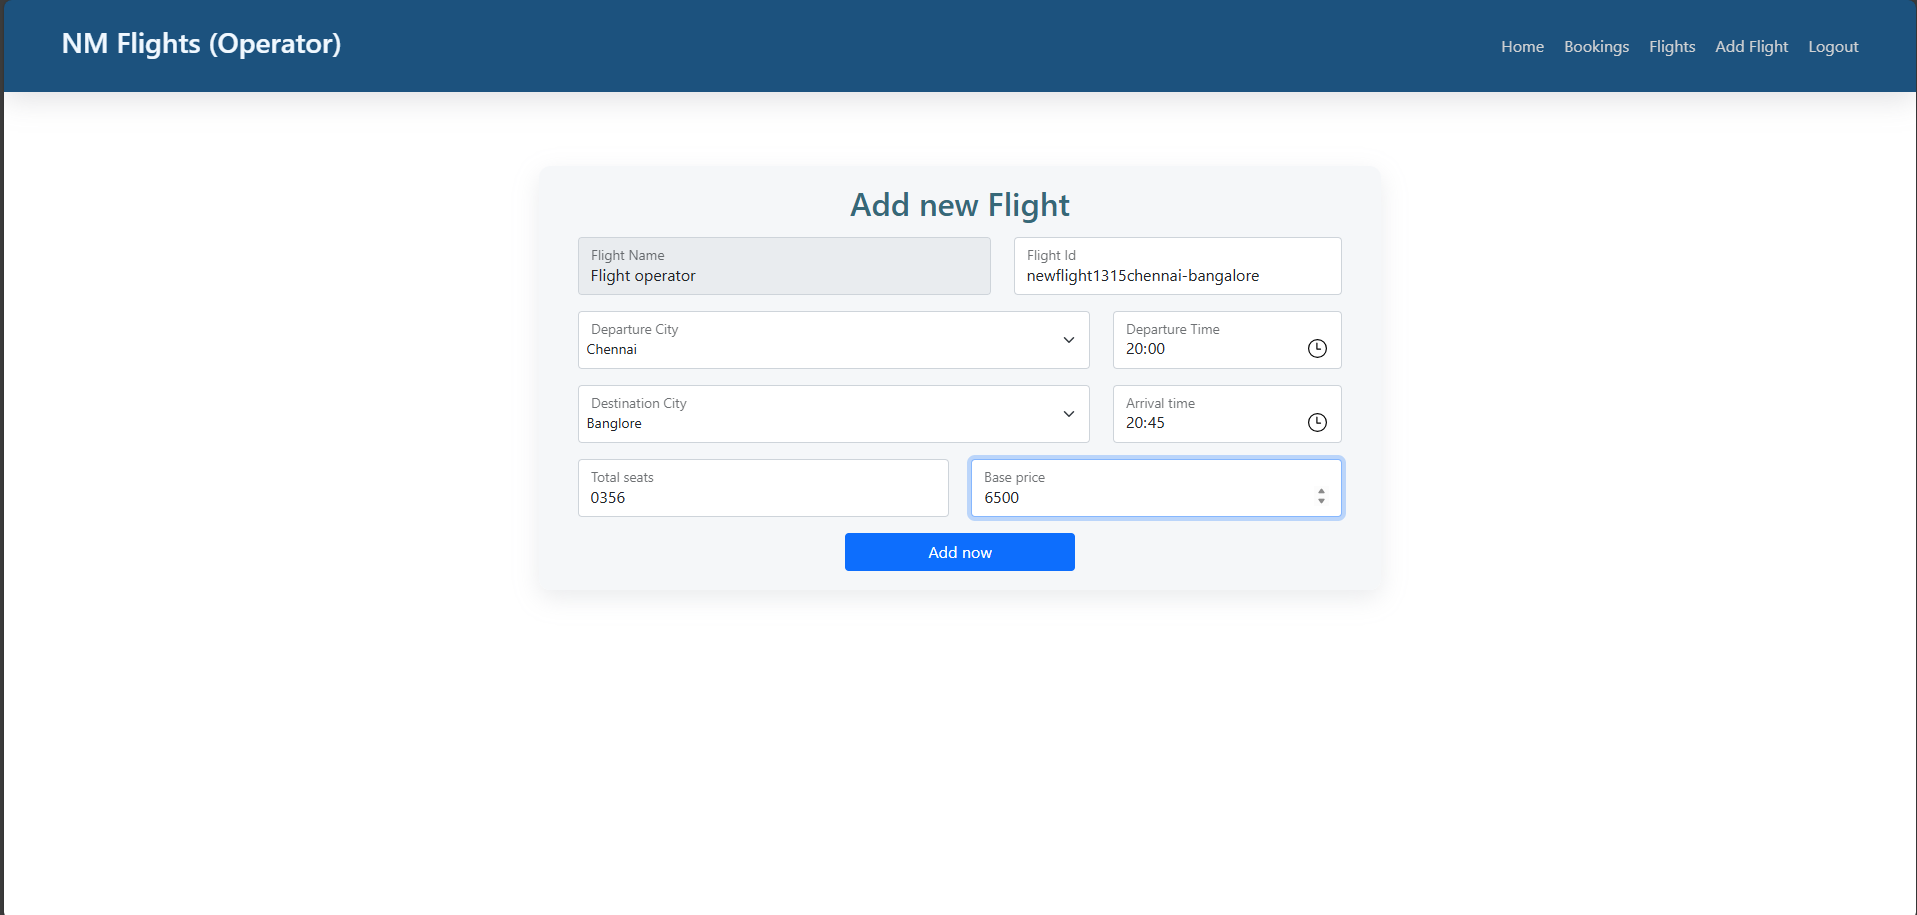 NM Flights (Operator)
Home Bookings Flights Add Flight Logout
Add new Flight
Flight Name
Flight operator
Flight Id
newflight1315chennai-bangalore
Departure City
Chennai
Departure Time
20:00
Destination City
Banglore
Arrival time
20:45
Total seats
0356
Base price
6500
Add now